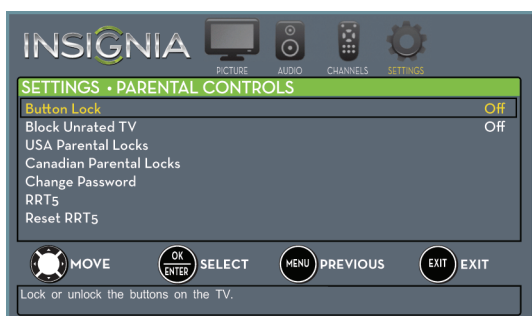 INSIGNIA
PICTURE AUDIO CHANNELS SETTINGS
SETTINGS • PARENTAL CONTROLS
Button Lock Off
Block Unrated TV Off
USA Parental Locks
Canadian Parental Locks
Change Password
RRT5
Reset RRT5
MOVE OK ENTER SELECT MENU PREVIOUS EXIT EXIT
Lock or unlock the buttons on the TV.